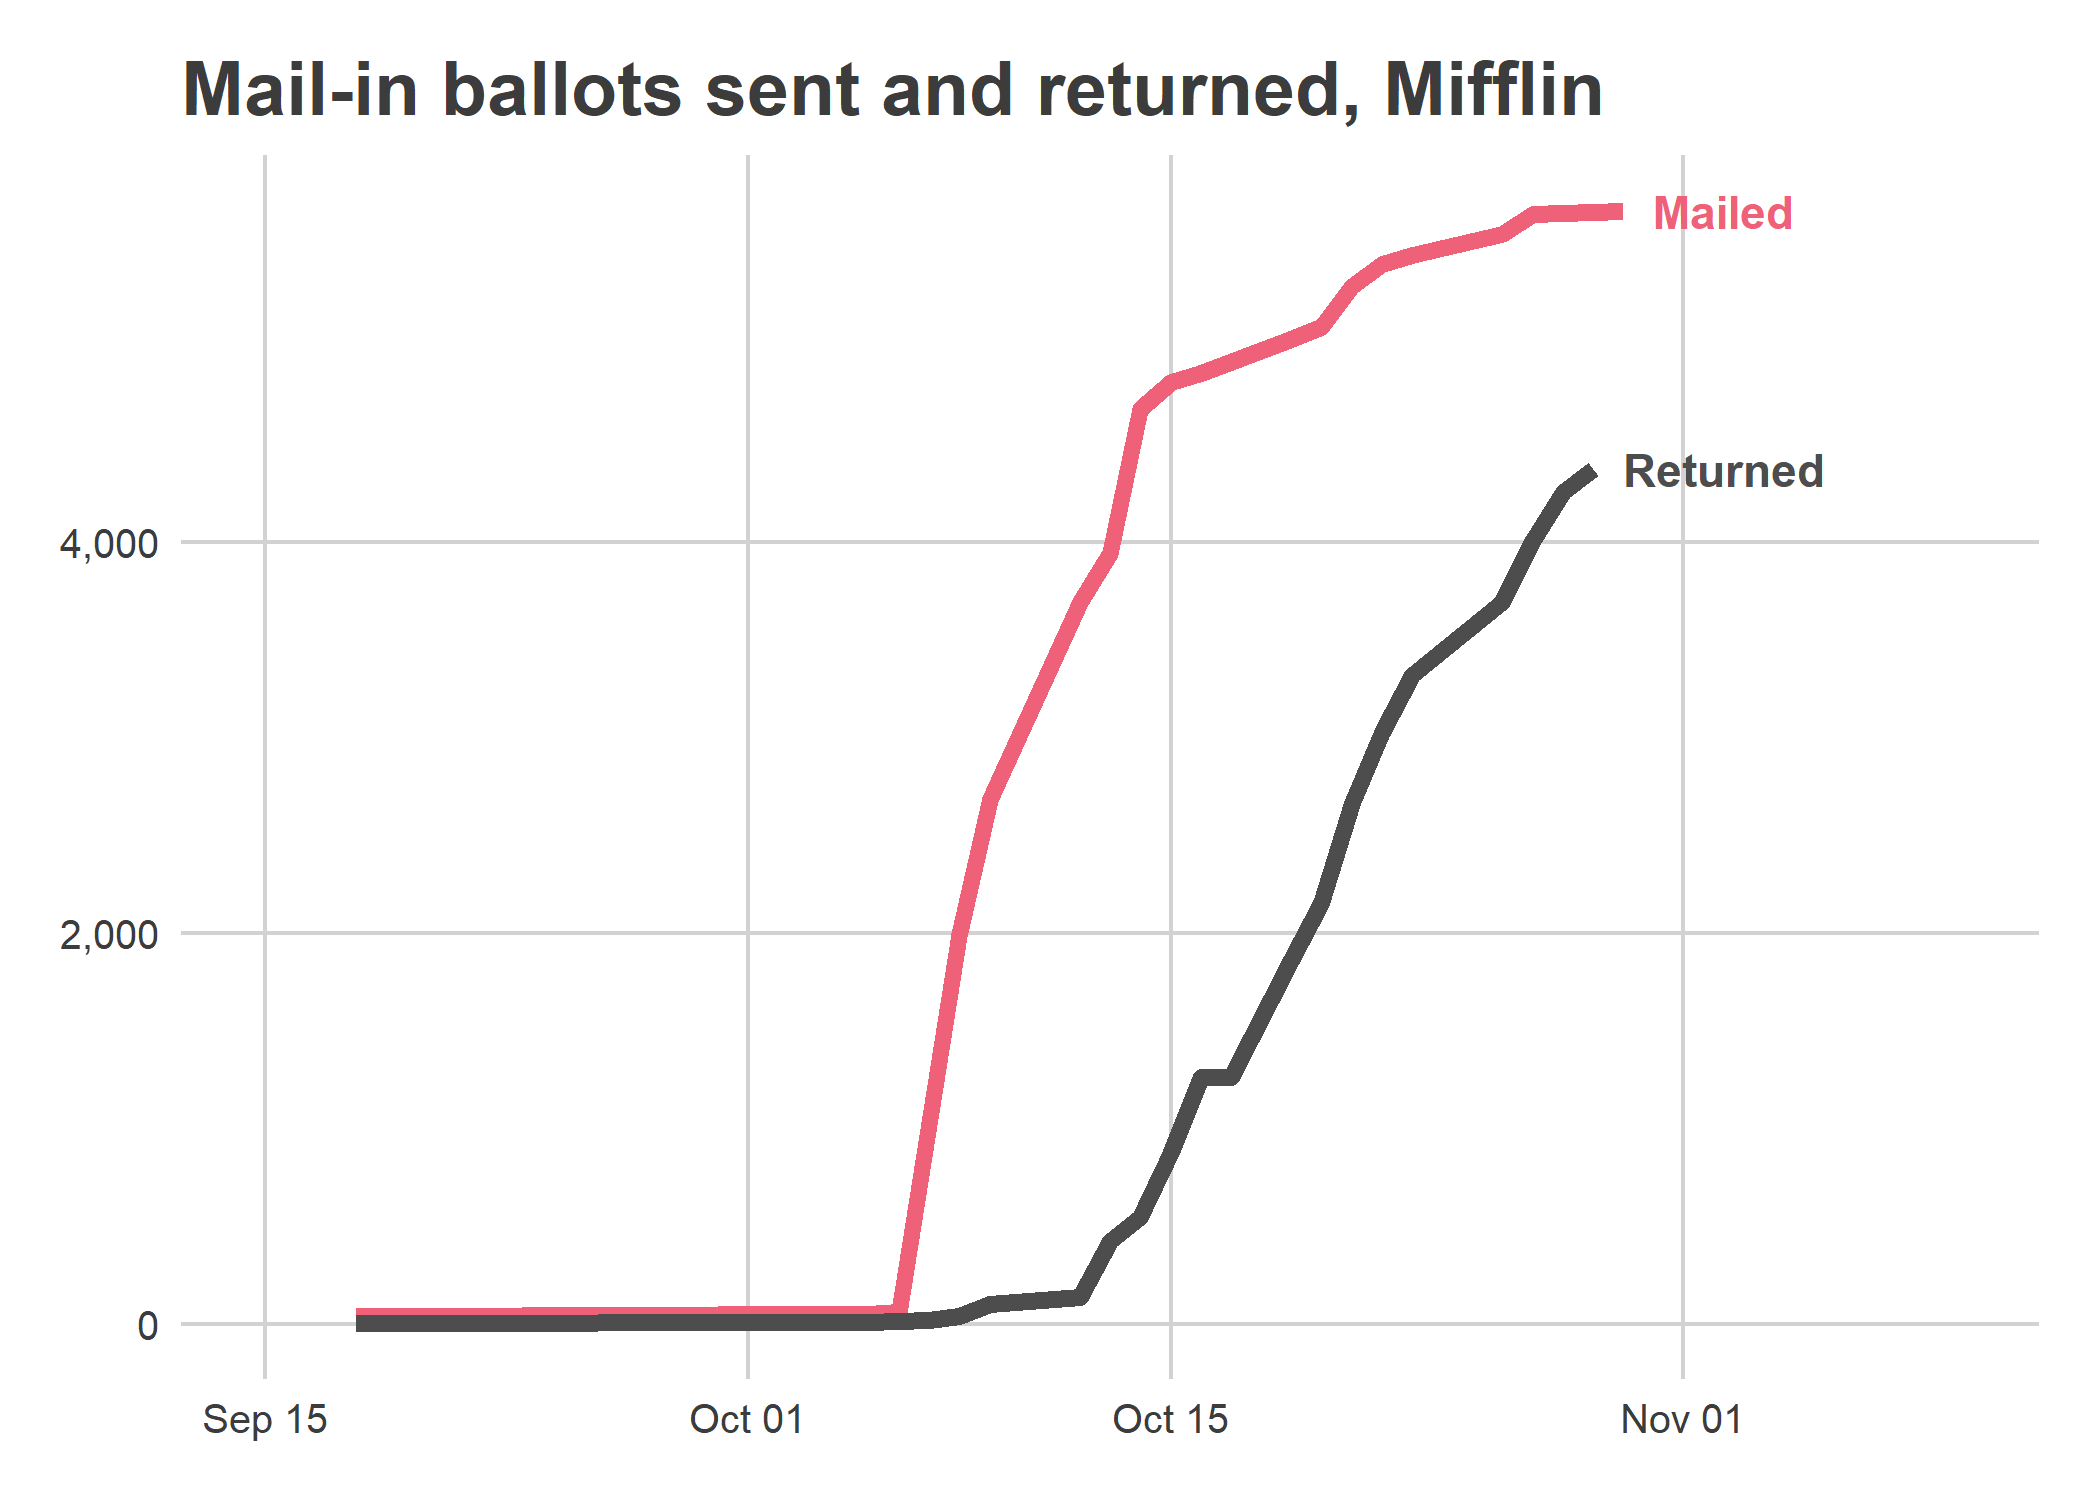 Mail-in ballots sent and returned, Mifflin
Mailed
Returned
4,000
2,000
0
Sep 15
Oct 01
Oct 15
Nov 01